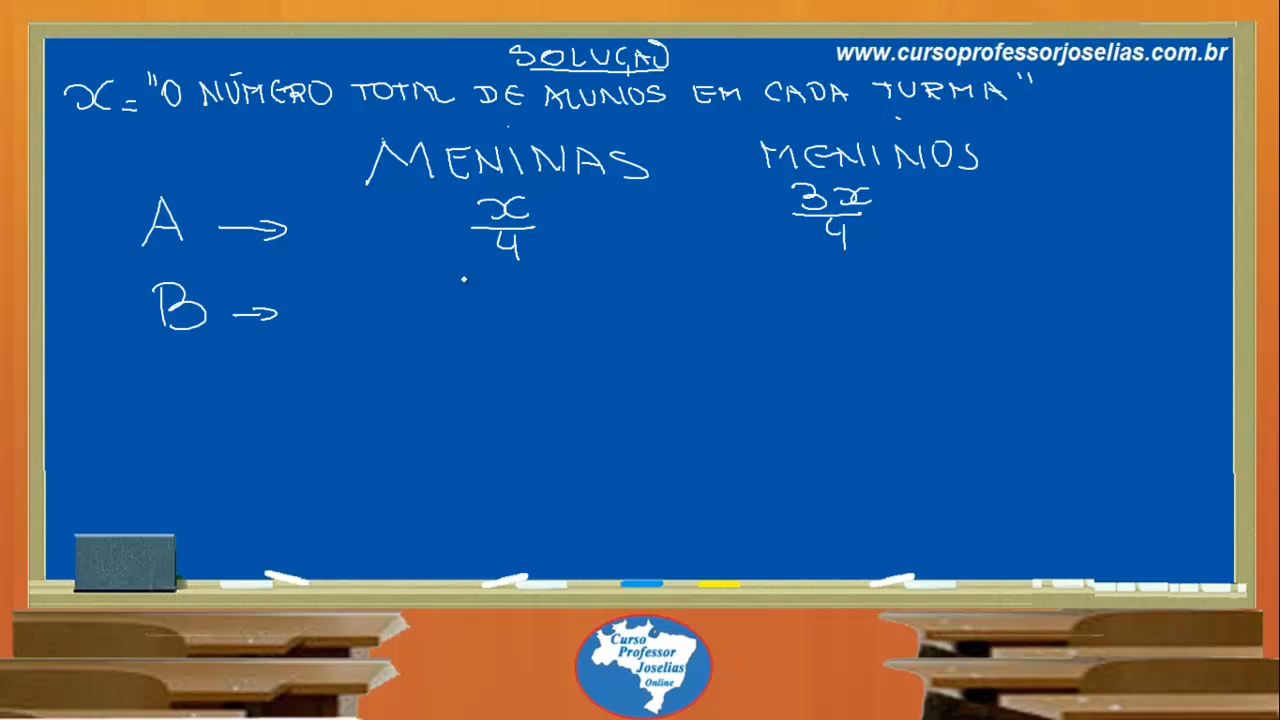 SOLUÇÃO
www.cursoprofessorjoselias.com.br
x = "O NÚMERO TOTAL DE ALUNOS EM CADA TURMA"
MENINAS MENINOS
A → x/4 3x/4
B →
Curso
Professor
Joselias
Online